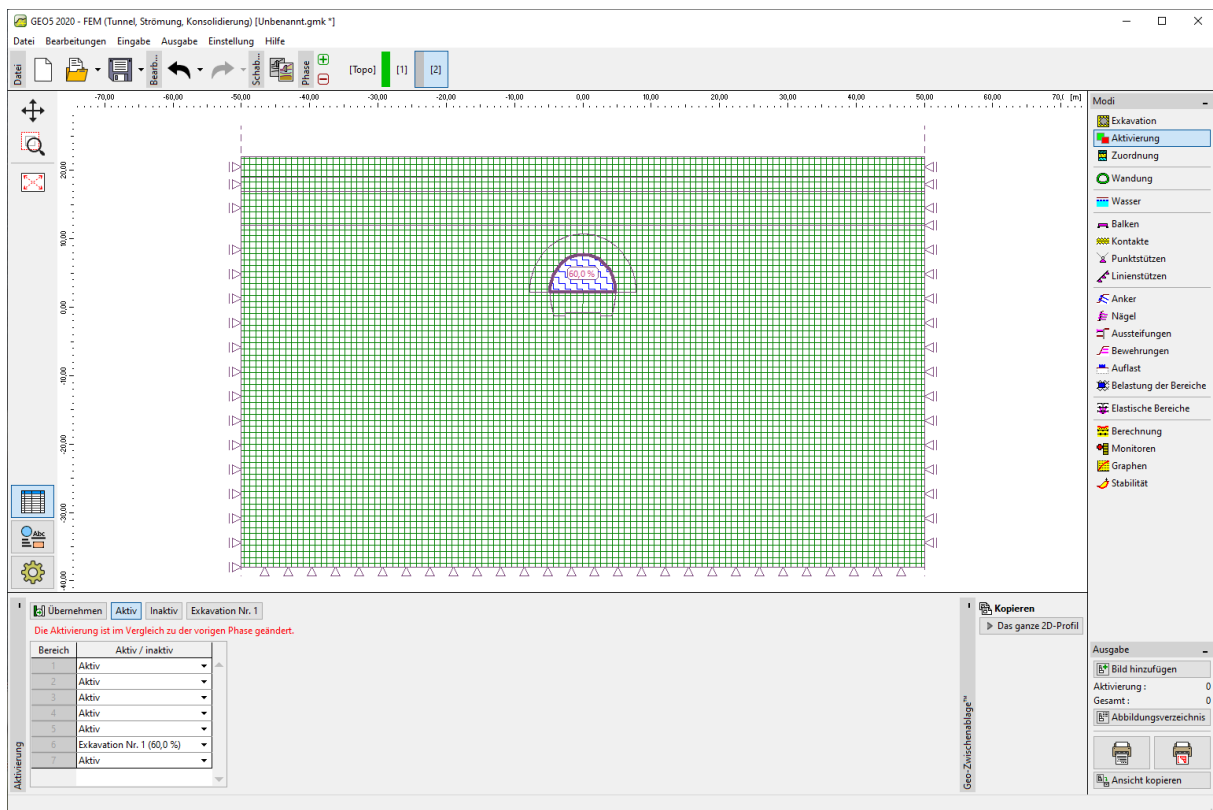 GEO5 2020 - FEM (Tunnel, Strömung, Konsolidierung) [Unbenannt.gmk *]
Datei Bearbeitungen Eingabe Ausgabe Einstellung Hilfe
Datei
Bearb...
Schab...
Phase
[Topo] [1] [2]
-70,00 -60,00 -50,00 -40,00 -30,00 -20,00 -10,00 0,00 10,00 20,00 30,00 40,00 50,00 60,00 70,( [m]
20,00
10,00
0,00
-10,00
-20,00
-30,00
-40,00
60,0 %
Abc
Modi
Exkavation
Aktivierung
Zuordnung
Wandung
Wasser
Balken
Kontakte
Punktstützen
Linienstützen
Anker
Nägel
Aussteifungen
Bewehrungen
Auflast
Belastung der Bereiche
Elastische Bereiche
Berechnung
Monitoren
Graphen
Stabilität
Übernehmen Aktiv Inaktiv Exkavation Nr. 1
Die Aktivierung ist im Vergleich zu der vorigen Phase geändert.
Bereich Aktiv / inaktiv
1 Aktiv
2 Aktiv
3 Aktiv
4 Aktiv
5 Aktiv
6 Exkavation Nr. 1 (60,0 %)
7 Aktiv
Aktivierung
Geo-Zwischenablage™
Kopieren
Das ganze 2D-Profil
Ausgabe
Bild hinzufügen
Aktivierung : 0
Gesamt : 0
Abbildungsverzeichnis
Ansicht kopieren